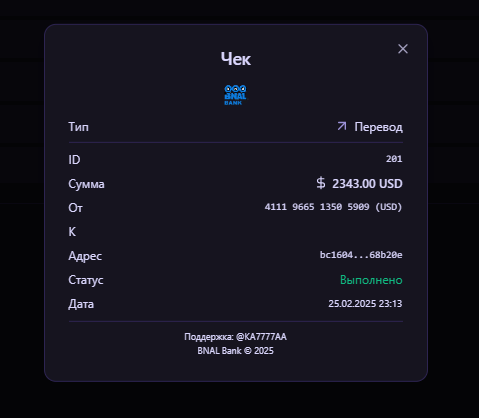 Чек
BNAL
BANK
Тип Перевод
ID 201
Сумма $ 2343.00 USD
От 4111 9665 1350 5909 (USD)
К
Адрес bc1604...68b20e
Статус Выполнено
Дата 25.02.2025 23:13
Поддержка: @KA7777AA
BNAL Bank © 2025